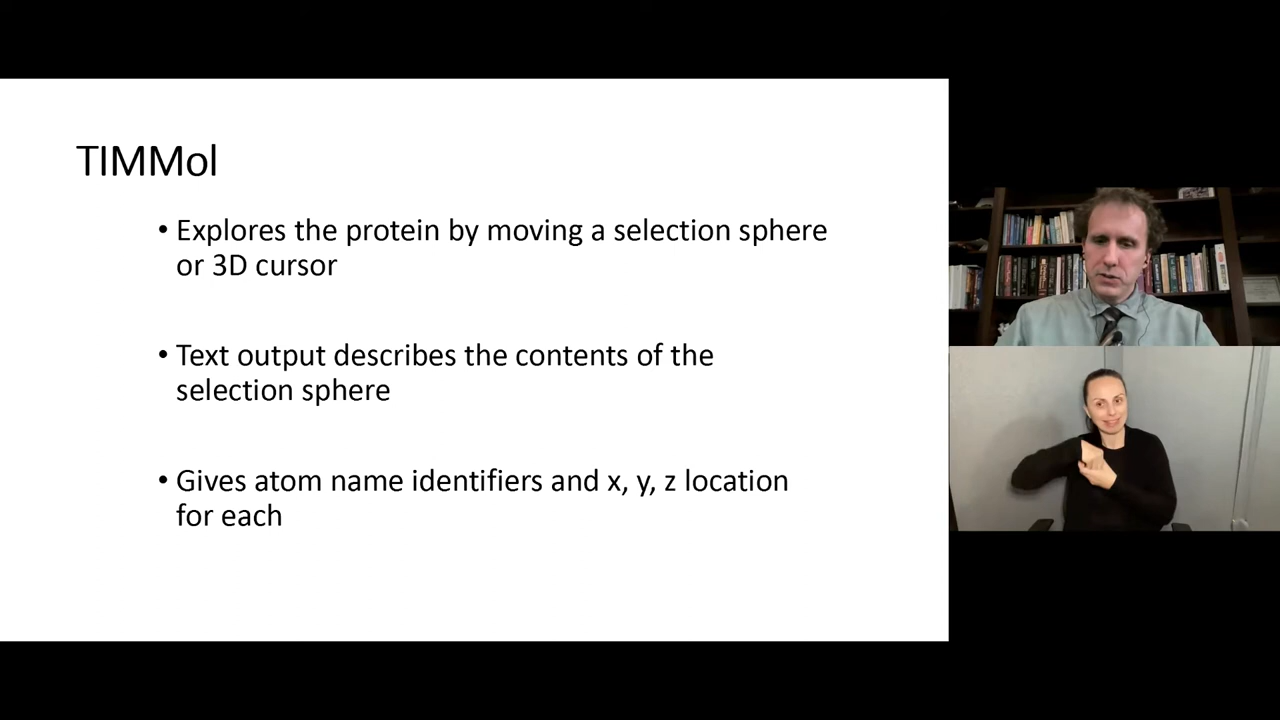 TIMMol
• Explores the protein by moving a selection sphere
or 3D cursor
• Text output describes the contents of the
selection sphere
• Gives atom name identifiers and x, y, z location
for each